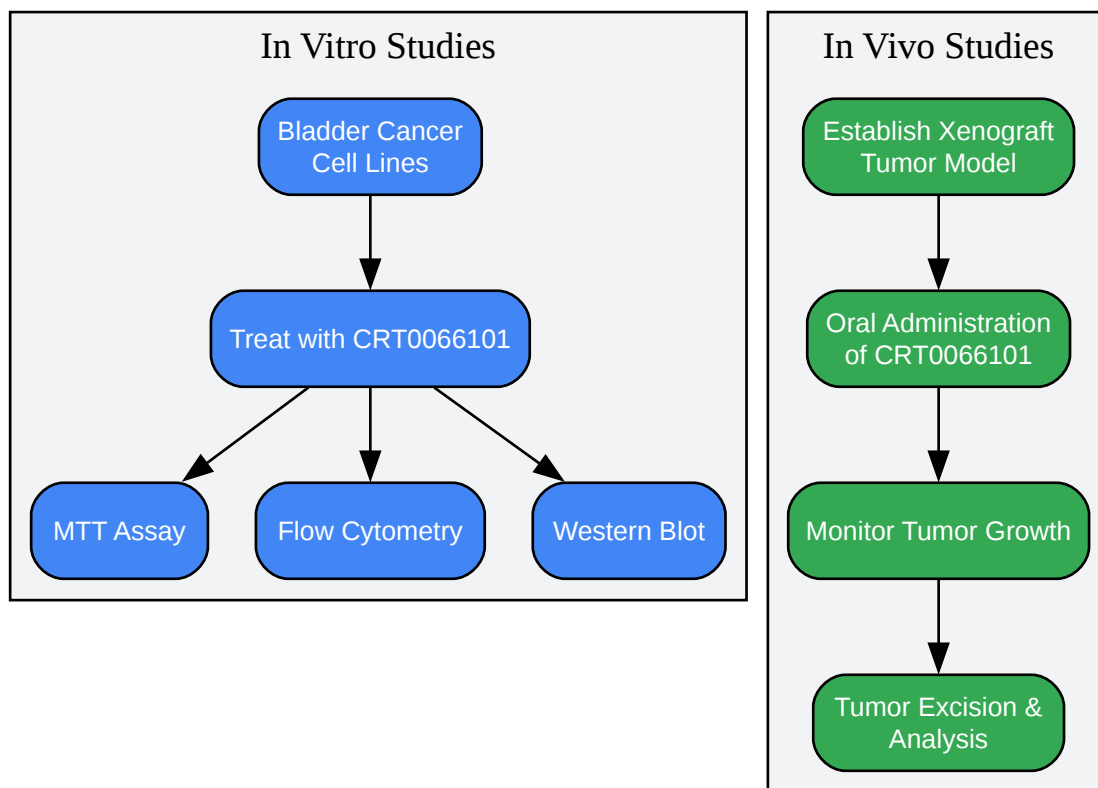 In Vitro Studies
Bladder Cancer
Cell Lines
Treat with CRT0066101
MTT Assay
Flow Cytometry
Western Blot
In Vivo Studies
Establish Xenograft
Tumor Model
Oral Administration
of CRT0066101
Monitor Tumor Growth
Tumor Excision &
Analysis